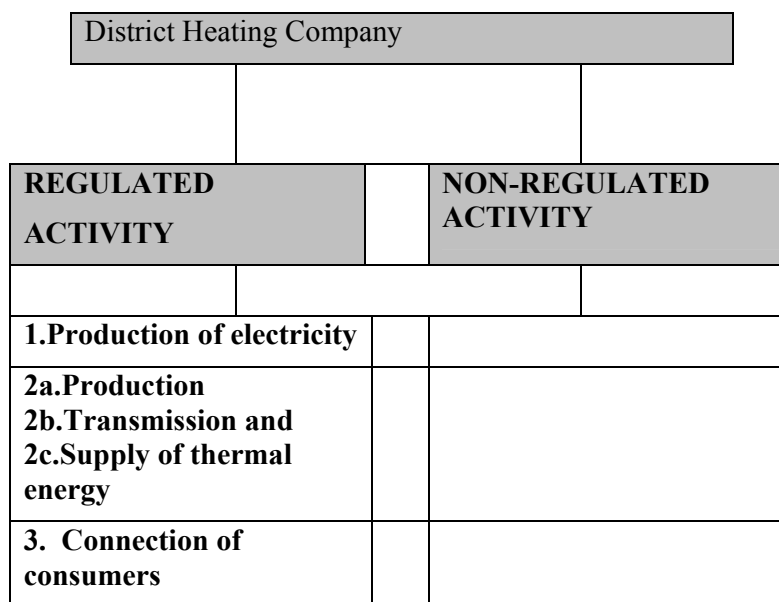 District Heating Company
REGULATED
ACTIVITY
NON-REGULATED
ACTIVITY
1.Production of electricity
2a.Production
2b.Transmission and
2c.Supply of thermal
energy
3. Connection of
consumers